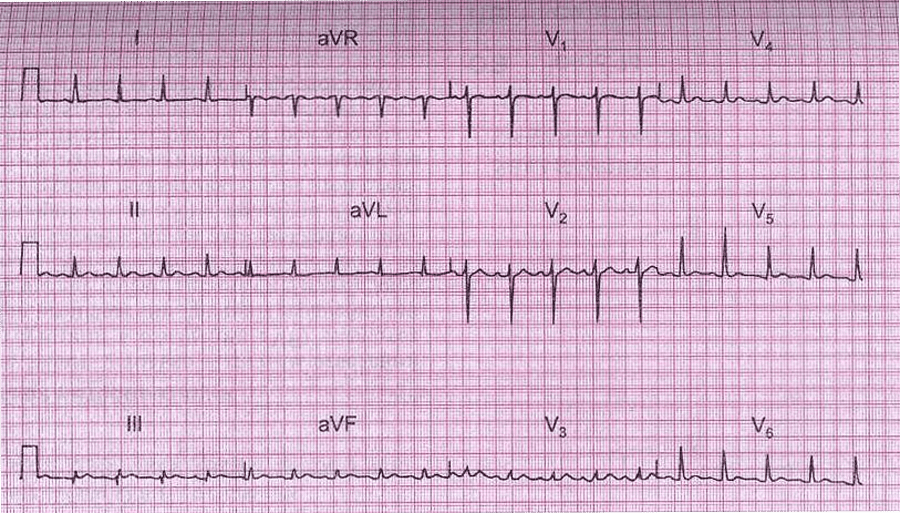 I aVR V₁ V₄
II aVL V₂ V₅
III aVF V₃ V₆